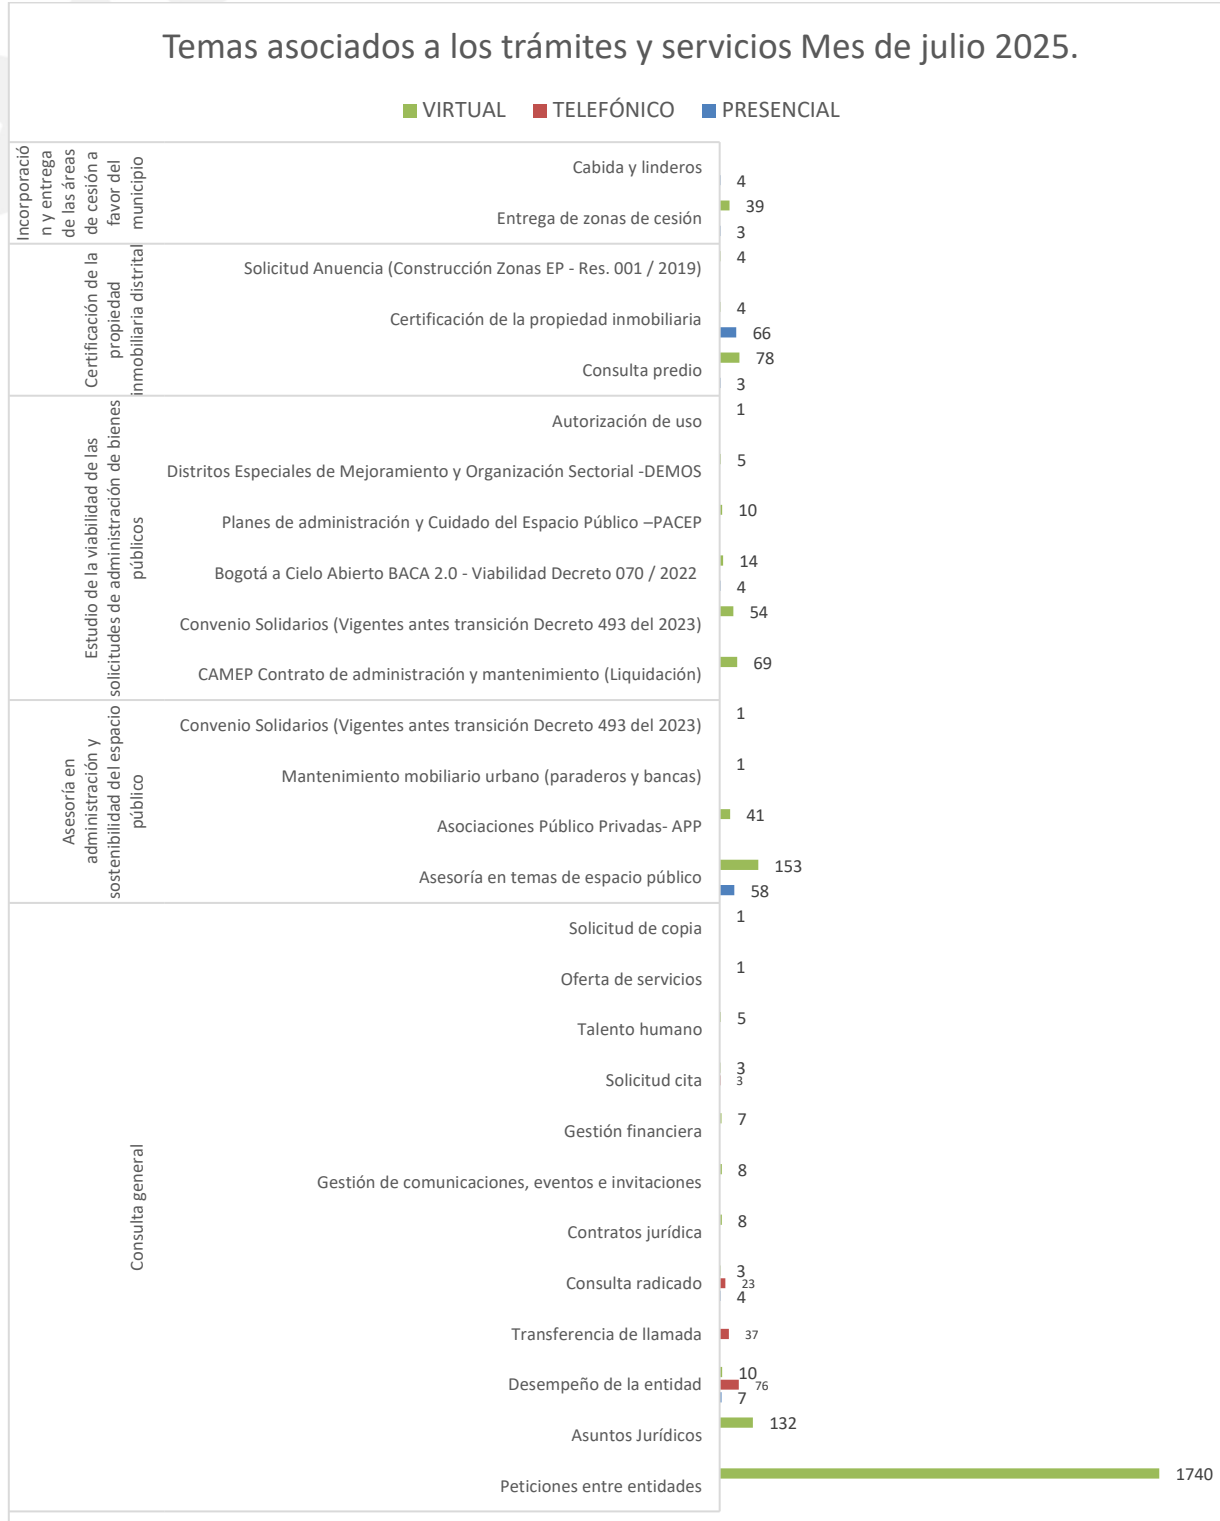 Temas asociados a los trámites y servicios Mes de julio 2025.
VIRTUAL TELEFÓNICO PRESENCIAL
Incorporació
n y entrega
de las áreas
de cesión a
favor del
municipio
Cabida y linderos
4
Entrega de zonas de cesión
39
3
Certificación de la
propiedad
inmobiliaria distrital
Solicitud Anuencia (Construcción Zonas EP - Res. 001 / 2019)
4
Certificación de la propiedad inmobiliaria
4
66
Consulta predio
78
3
Estudio de la viabilidad de las
solicitudes de administración de bienes
públicos
Autorización de uso
1
Distritos Especiales de Mejoramiento y Organización Sectorial -DEMOS
5
Planes de administración y Cuidado del Espacio Público –PACEP
10
Bogotá a Cielo Abierto BACA 2.0 - Viabilidad Decreto 070 / 2022
14
4
Convenio Solidarios (Vigentes antes transición Decreto 493 del 2023)
54
CAMEP Contrato de administración y mantenimiento (Liquidación)
69
Asesoría en
administración y
sostenibilidad del espacio
público
Convenio Solidarios (Vigentes antes transición Decreto 493 del 2023)
1
Mantenimiento mobiliario urbano (paraderos y bancas)
1
Asociaciones Público Privadas- APP
41
Asesoría en temas de espacio público
153
58
Consulta general
Solicitud de copia
1
Oferta de servicios
1
Talento humano
5
Solicitud cita
3
3
Gestión financiera
7
Gestión de comunicaciones, eventos e invitaciones
8
Contratos jurídica
8
Consulta radicado
3
23
4
Transferencia de llamada
37
Desempeño de la entidad
10
76
7
Asuntos Jurídicos
132
Peticiones entre entidades
1740